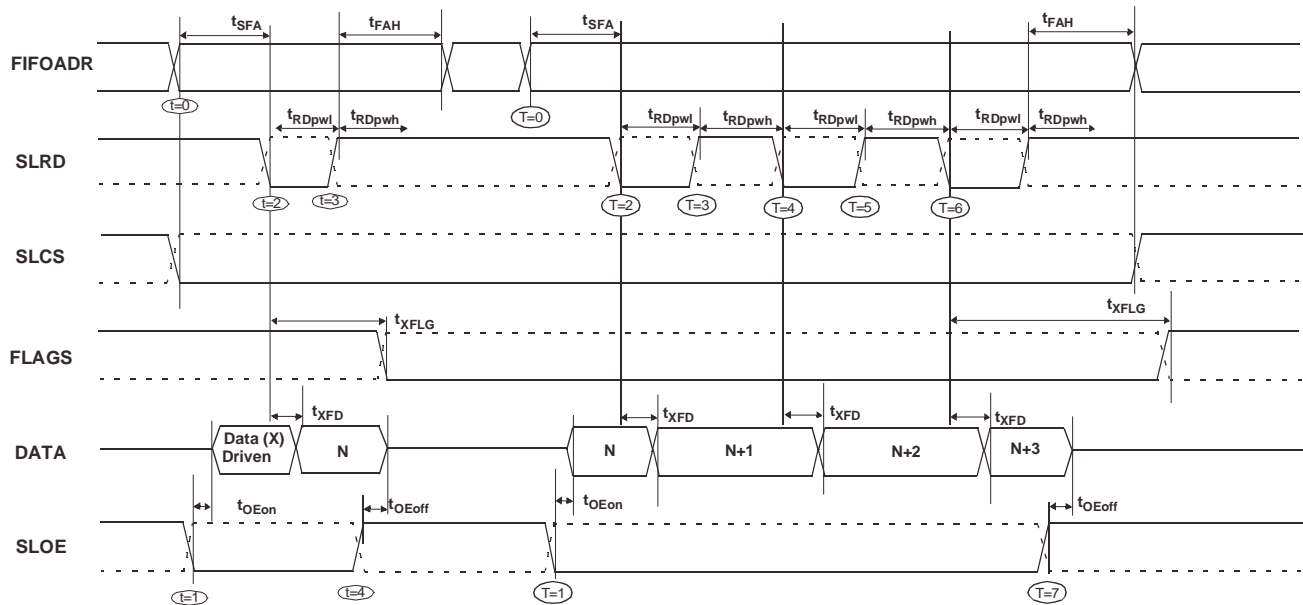 tSFA tFAH tSFA tFAH
FIFOADR
t=0 T=0
tRDpwl tRDpwh tRDpwl tRDpwh tRDpwl tRDpwh tRDpwl tRDpwh
SLRD
t=2 t=3 T=2 T=3 T=4 T=5 T=6
SLCS
tXFLG tXFLG
FLAGS
tXFD tXFD tXFD tXFD
DATA
Data (X)
Driven
N N N+1 N+2 N+3
tOEon tOEoff tOEon tOEoff
SLOE
t=1 t=4 T=1 T=7